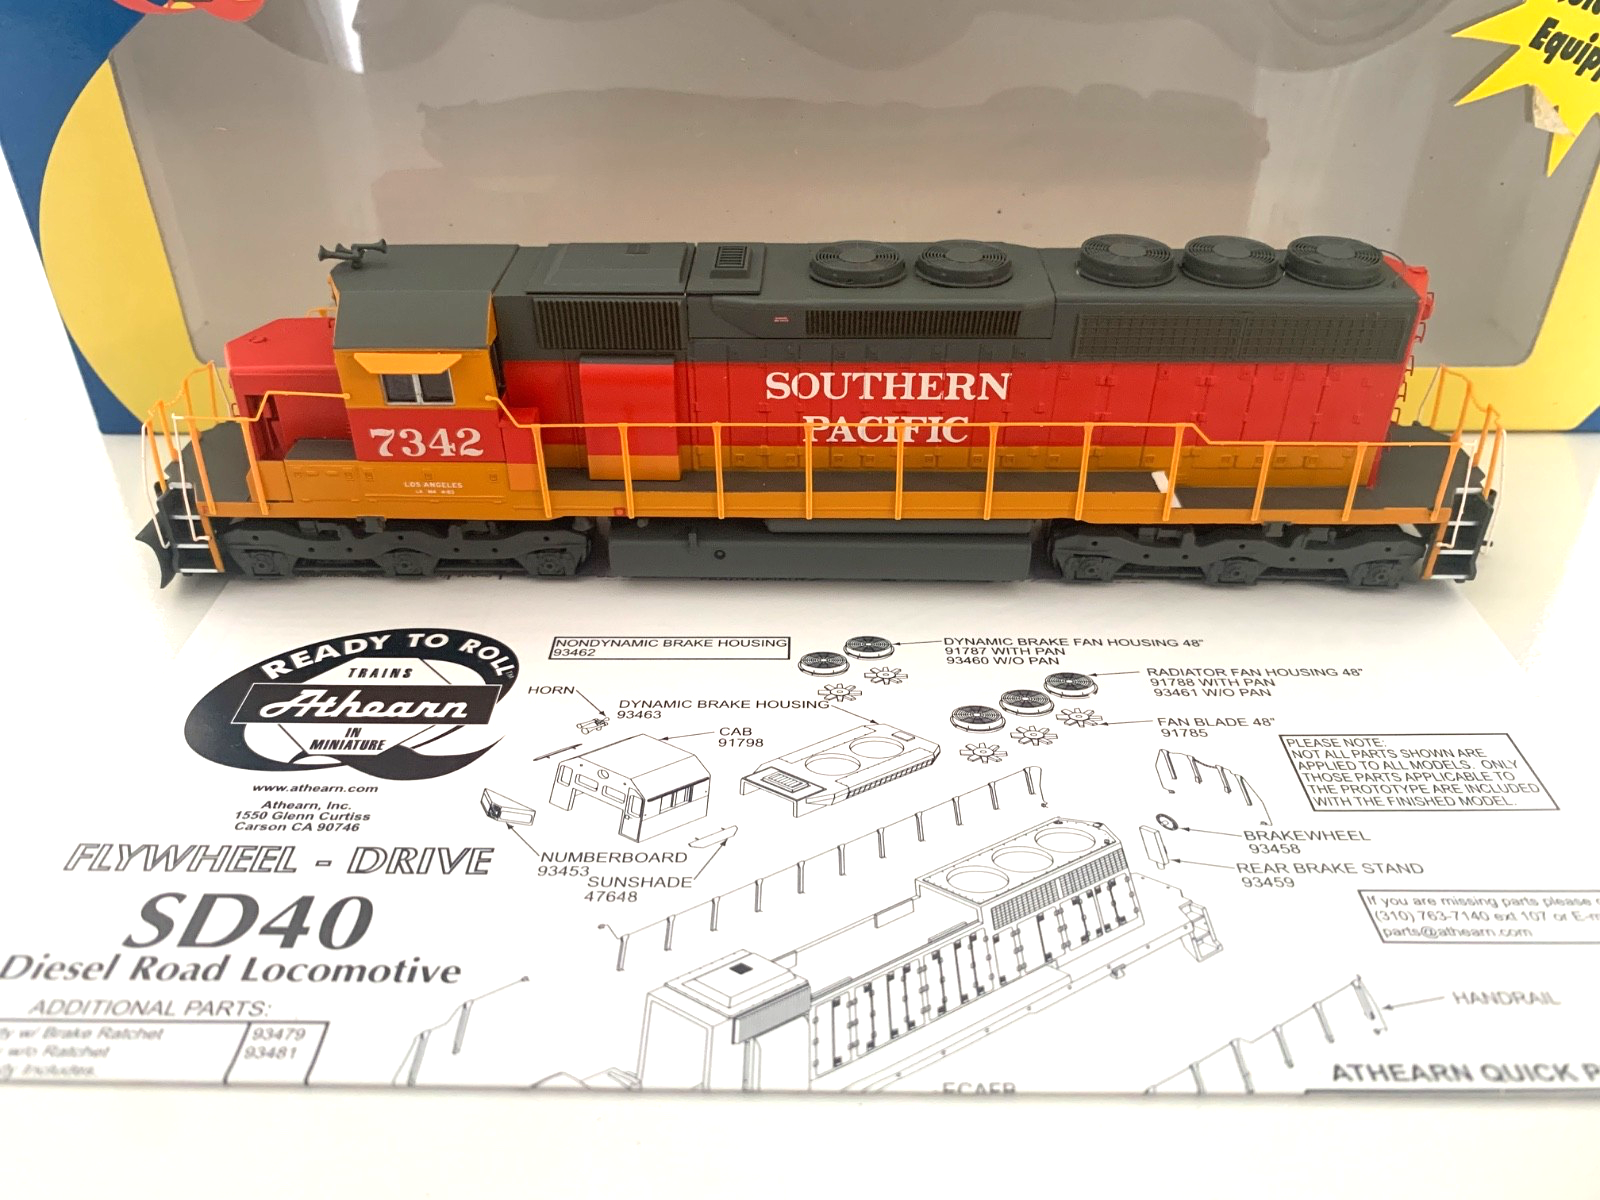 Equip
SOUTHERN
PACIFIC
7342
LOS ANGELES
READY TO ROLL
TRAINS
Athearn
IN
MINIATURE
www.athearn.com
Athearn, Inc.
1550 Glenn Curtiss
Carson CA 90746
FLYWHEEL - DRIVE
SD40
Diesel Road Locomotive
ADDITIONAL PARTS:
w/ Brake Ratchet 93479
w/o Ratchet 93481
Includes.
NONDYNAMIC BRAKE HOUSING
93462
DYNAMIC BRAKE FAN HOUSING 48"
91787 WITH PAN
93460 W/O PAN
RADIATOR FAN HOUSING 48"
91788 WITH PAN
93461 W/O PAN
FAN BLADE 48"
91785
HORN
DYNAMIC BRAKE HOUSING
93463
CAB
91798
PLEASE NOTE:
NOT ALL PARTS SHOWN ARE
APPLIED TO ALL MODELS. ONLY
THOSE PARTS APPLICABLE TO
THE PROTOTYPE ARE INCLUDED
WITH THE FINISHED MODEL.
NUMBERBOARD
93453
SUNSHADE
47648
BRAKEWHEEL
93458
REAR BRAKE STAND
93459
If you are missing parts please
(310) 763-7140 ext 107 or E-m
parts@athearn.com
HANDRAIL
ATHEARN QUICK P